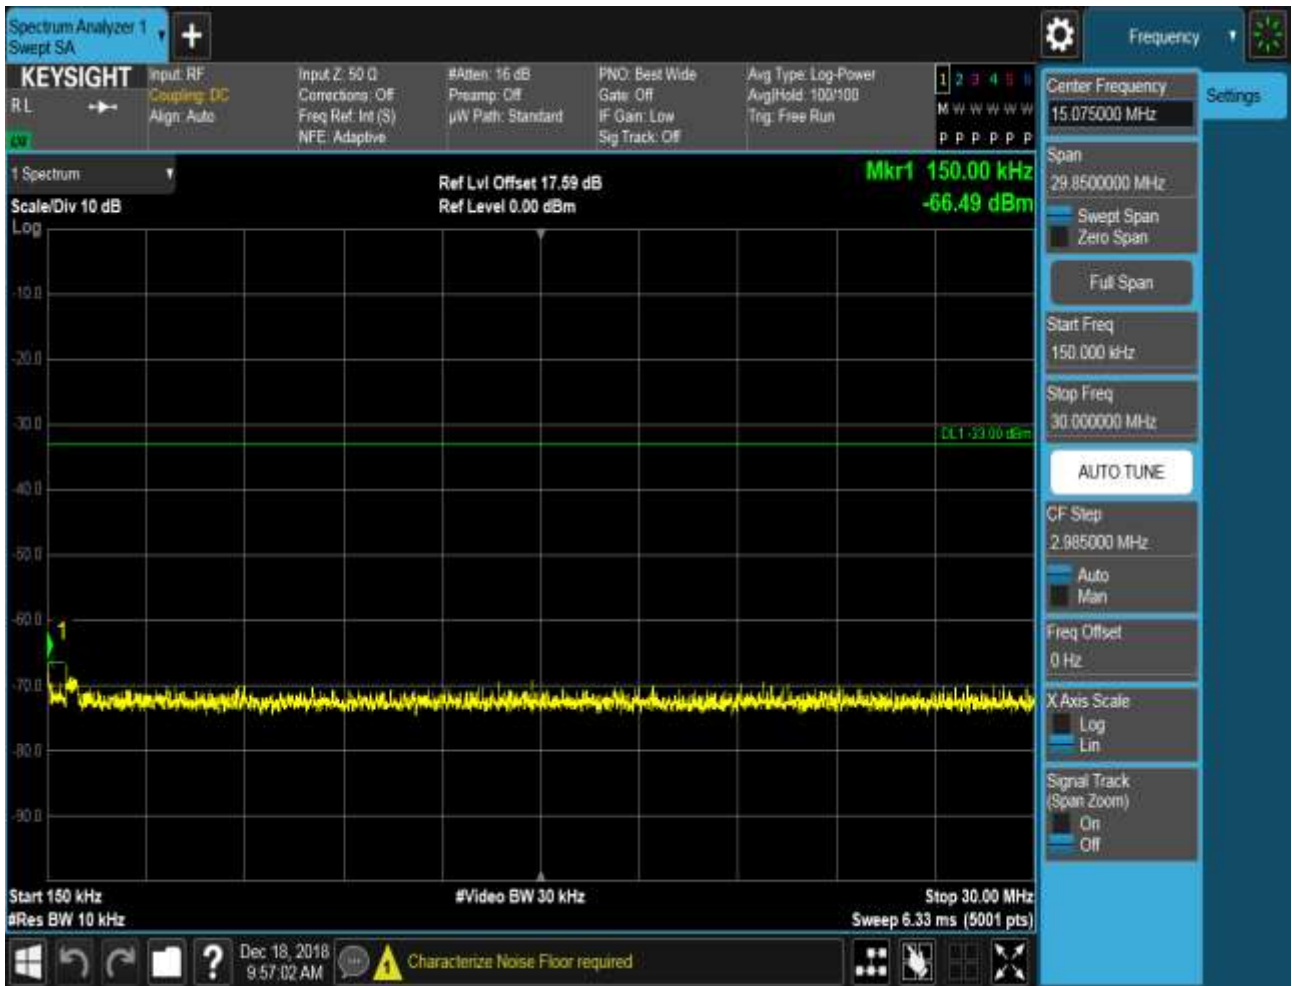 Spectrum Analyzer 1
Swept SA
Frequency
KEYSIGHT
RL
Input: RF
Coupling: DC
Align: Auto
Input Z: 50 Ω
Corrections: Off
Freq Ref: Int (S)
NFE: Adaptive
#Atten: 16 dB
Preamp: Off
µW Path: Standard
PNO: Best Wide
Gate: Off
IF Gain: Low
Sig Track: Off
Avg Type: Log-Power
Avg|Hold: 100/100
Trig: Free Run
1 2 3 4 5 6
M W W W W W
P P P P P P
1 Spectrum
Scale/Div 10 dB
Log
Ref Lvl Offset 17.59 dB
Ref Level 0.00 dBm
Mkr1 150.00 kHz
-66.49 dBm
-10.0
-20.0
-30.0
DL1 -33.00 dBm
-40.0
-50.0
-60.0
1
-70.0
-80.0
-90.0
Start 150 kHz
#Res BW 10 kHz
#Video BW 30 kHz
Stop 30.00 MHz
Sweep 6.33 ms (5001 pts)
Center Frequency
15.075000 MHz
Settings
Span
29.8500000 MHz
Swept Span
Zero Span
Full Span
Start Freq
150.000 kHz
Stop Freq
30.000000 MHz
AUTO TUNE
CF Step
2.985000 MHz
Auto
Man
Freq Offset
0 Hz
X Axis Scale
Log
Lin
Signal Track
(Span Zoom)
On
Off
?
Dec 18, 2018
9:57:02 AM
Characterize Noise Floor required